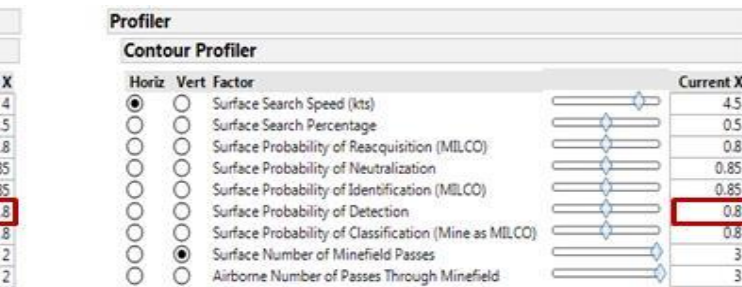 Profiler
Contour Profiler
X Horiz Vert Factor Current X
4 Surface Search Speed (kts) 4.5
.5 Surface Search Percentage 0.5
.8 Surface Probability of Reacquisition (MILCO) 0.8
85 Surface Probability of Neutralization 0.85
85 Surface Probability of Identification (MILCO) 0.85
.8 Surface Probability of Detection 0.8
.8 Surface Probability of Classification (Mine as MILCO) 0.8
2 Surface Number of Minefield Passes 3
2 Airborne Number of Passes Through Minefield 3